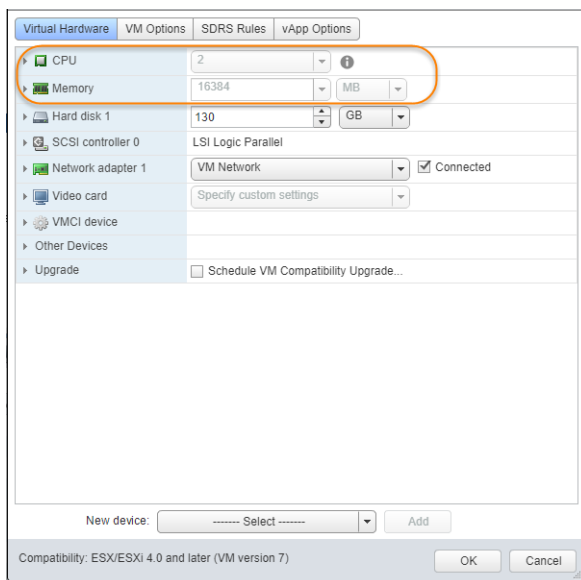 Virtual Hardware VM Options SDRS Rules vApp Options
CPU 2
Memory 16384 MB
Hard disk 1 130 GB
SCSI controller 0 LSI Logic Parallel
Network adapter 1 VM Network Connected
Video card Specify custom settings
VMCI device
Other Devices
Upgrade Schedule VM Compatibility Upgrade...
New device: ------- Select ------- Add
Compatibility: ESX/ESXi 4.0 and later (VM version 7) OK Cancel